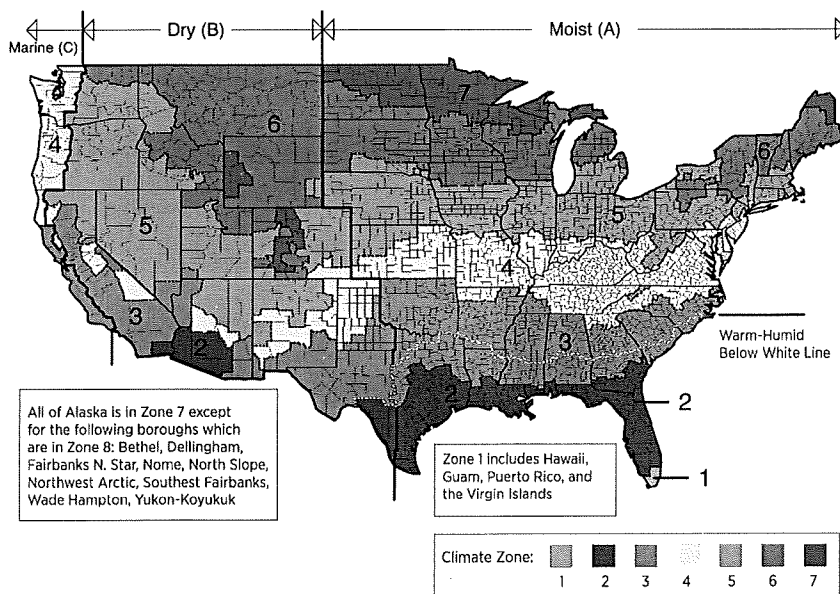 Dry (B)
Moist (A)
Marine (C)
7
6
4
6
5
5
4
3
3
2
2
Warm-Humid
Below White Line
2
1
All of Alaska is in Zone 7 except
for the following boroughs which
are in Zone 8: Bethel, Dellingham,
Fairbanks N. Star, Nome, North Slope,
Northwest Arctic, Southest Fairbanks,
Wade Hampton, Yukon-Koyukuk
Zone 1 includes Hawaii,
Guam, Puerto Rico, and
the Virgin Islands
Climate Zone:
1 2 3 4 5 6 7